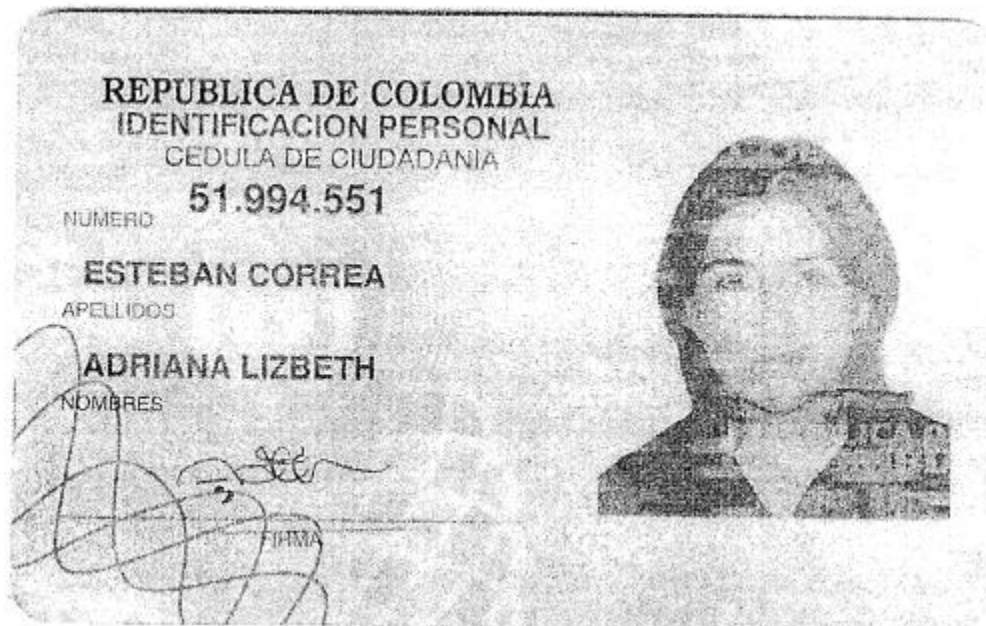 REPUBLICA DE COLOMBIA
IDENTIFICACION PERSONAL
CEDULA DE CIUDADANIA
NUMERO 51.994.551
ESTEBAN CORREA
APELLIDOS
ADRIANA LIZBETH
NOMBRES
FIRMA